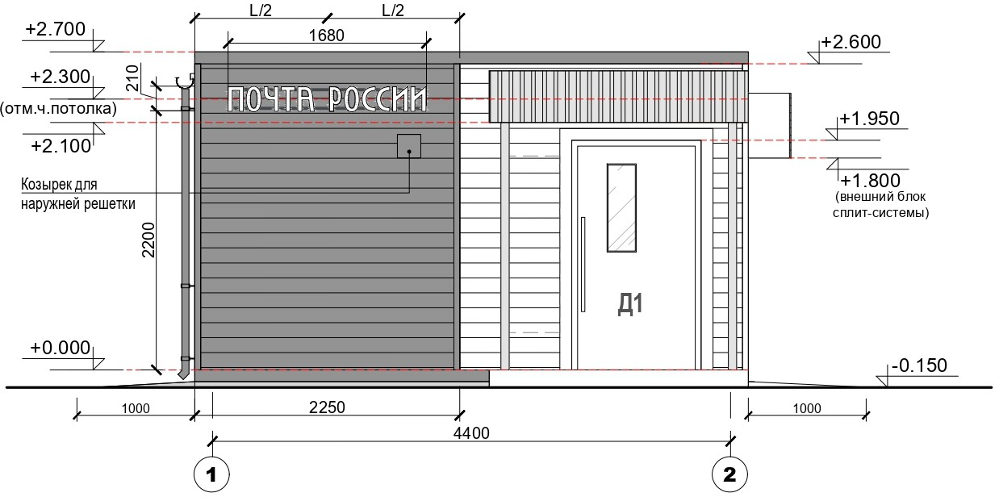 L/2
L/2
+2.700
1680
+2.600
210
+2.300
(отм.ч.потолка)
ПОЧТА РОССИИ
+1.950
+2.100
+1.800
(внешний блок
сплит-системы)
Козырек для
наружней решетки
2200
Д1
+0.000
-0.150
1000
2250
1000
4400
1
2